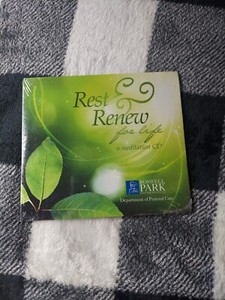 Rest &
Renew
for life
a meditation CD
ROSWELL
PARK
Department of Pastoral Care